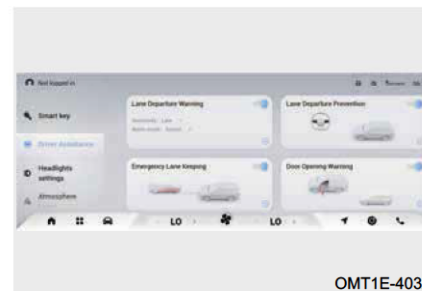 Not logged in
Smart key
Lane Departure Warning
Lane Departure Prevention
Driver Assistance
Headlights
settings
Emergency Lane Keeping
Door Opening Warning
Atmosphere
LO
LO
OMT1E-403